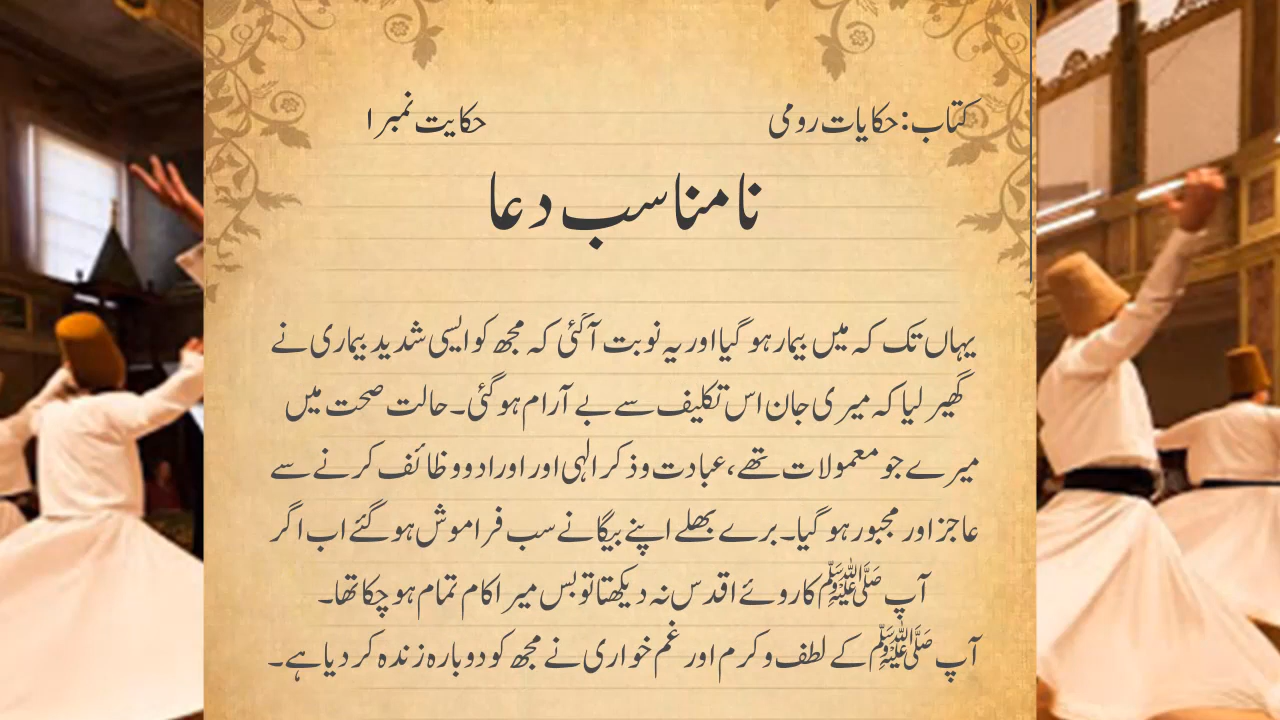 کتاب: حکایات رومی
حکایت نمبر ۱
نامناسب دعا
یہاں تک کہ میں بیمار ہو گیا اور یہ نوبت آ گئی کہ مجھ کو ایسی شدید بیماری نے
گھیر لیا کہ میری جان اس تکلیف سے بے آرام ہو گئی۔ حالت صحت میں
میرے جو معمولات تھے، عبادت و ذکر الٰہی اور اوراد و وظائف کرنے سے
عاجز اور مجبور ہو گیا۔ برے بھلے اپنے بیگانے سب فراموش ہو گئے اب اگر
آپ ﷺ کا روئے اقدس نہ دیکھتا تو بس میرا کام تمام ہو چکا تھا۔
آپ ﷺ کے لطف و کرم اور غم خواری نے مجھ کو دوبارہ زندہ کر دیا ہے۔